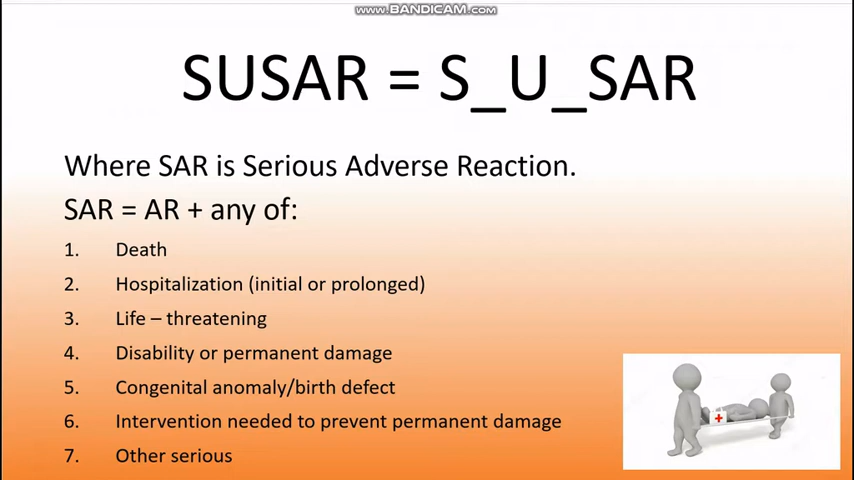 WWW.BANDICAM.COM
SUSAR = S_U_SAR
Where SAR is Serious Adverse Reaction.
SAR = AR + any of:
1. Death
2. Hospitalization (initial or prolonged)
3. Life – threatening
4. Disability or permanent damage
5. Congenital anomaly/birth defect
6. Intervention needed to prevent permanent damage
7. Other serious